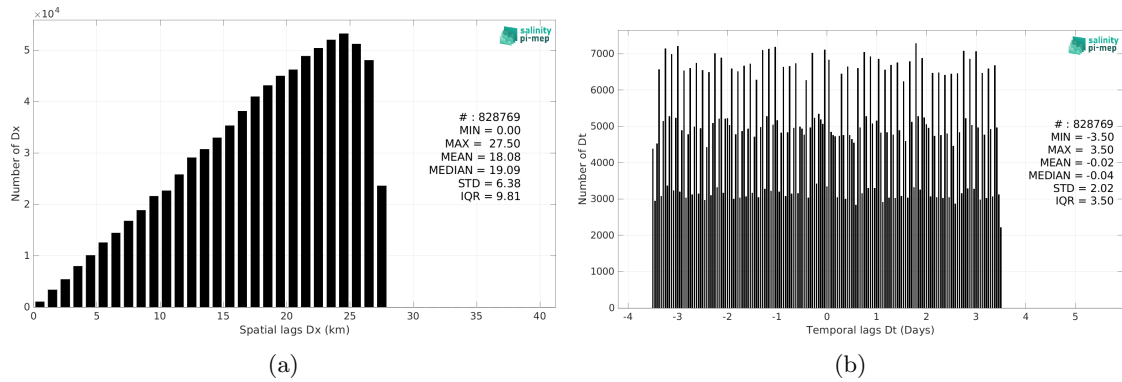 ×10⁴
5
4
3
2
1
0
Number of Dx
0 5 10 15 20 25 30 35 40
Spatial lags Dx (km)
salinity
pi-mep
# : 828769
MIN = 0.00
MAX = 27.50
MEAN = 18.08
MEDIAN = 19.09
STD = 6.38
IQR = 9.81
(a)
7000
6000
5000
4000
3000
2000
1000
0
Number of Dt
-4 -3 -2 -1 0 1 2 3 4 5
Temporal lags Dt (Days)
salinity
pi-mep
# : 828769
MIN = -3.50
MAX = 3.50
MEAN = -0.02
MEDIAN = -0.04
STD = 2.02
IQR = 3.50
(b)